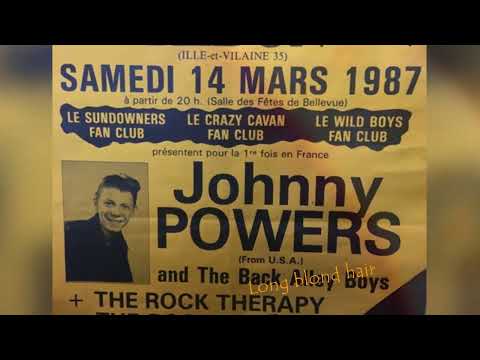 (ILLE-et-VILAINE 35)
SAMEDI 14 MARS 1987
à partir de 20 h. (Salle des Fêtes de Bellevue)
LE SUNDOWNERS FAN CLUB
LE CRAZY CAVAN FAN CLUB
LE WILD BOYS FAN CLUB
présentent pour la 1re fois en France
Johnny
POWERS
(From U.S.A.)
and The Back Alley Boys
Long blond hair
+ THE ROCK THERAPY